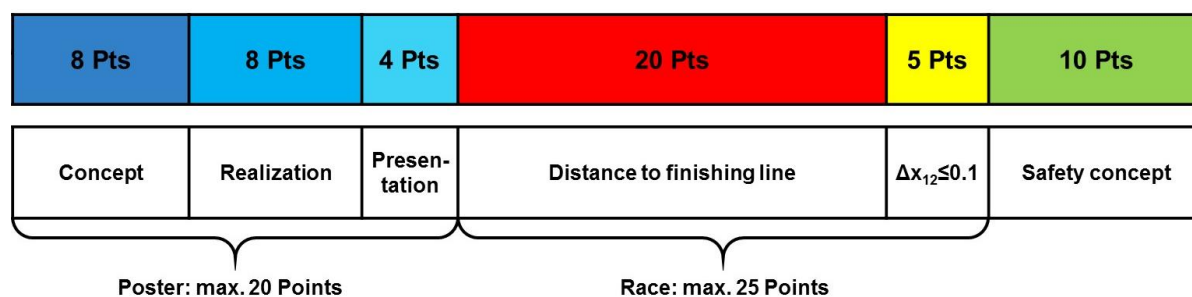 8 Pts 8 Pts 4 Pts 20 Pts 5 Pts 10 Pts
Concept Realization Presen-
tation Distance to finishing line Δx₁₂≤0.1 Safety concept
Poster: max. 20 Points Race: max. 25 Points